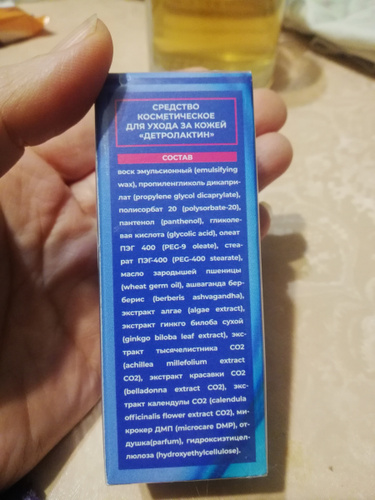 СРЕДСТВО
КОСМЕТИЧЕСКОЕ
ДЛЯ УХОДА ЗА КОЖЕЙ
«ДЕТРОЛАКТИН»
СОСТАВ
воск эмульсионный (emulsifying
wax), пропиленгликоль дикапри-
лат (propylene glycol dicaprylate),
полисорбат 20 (polysorbate-20),
пантенол (panthenol), гликоле-
вая кислота (glycolic acid), олеат
ПЭГ 400 (PEG-9 oleate), стеа-
рат ПЭГ-400 (PEG-400 stearate),
масло зародышей пшеницы
(wheat germ oil), ашваганда бер-
берис (berberis ashvagandha),
экстракт алгае (algae extract),
экстракт гинкго билоба сухой
(ginkgo biloba leaf extract), экс-
тракт тысячелистника CO2
(achillea millefolium extract
CO2), экстракт красавки CO2
(belladonna extract CO2), экс-
тракт календулы CO2 (calendula
officinalis flower extract CO2), ми-
крокер ДМП (microcare DMP), от-
душка(parfum), гидроксиэтицел-
люлоза (hydroxyethylcellulose).